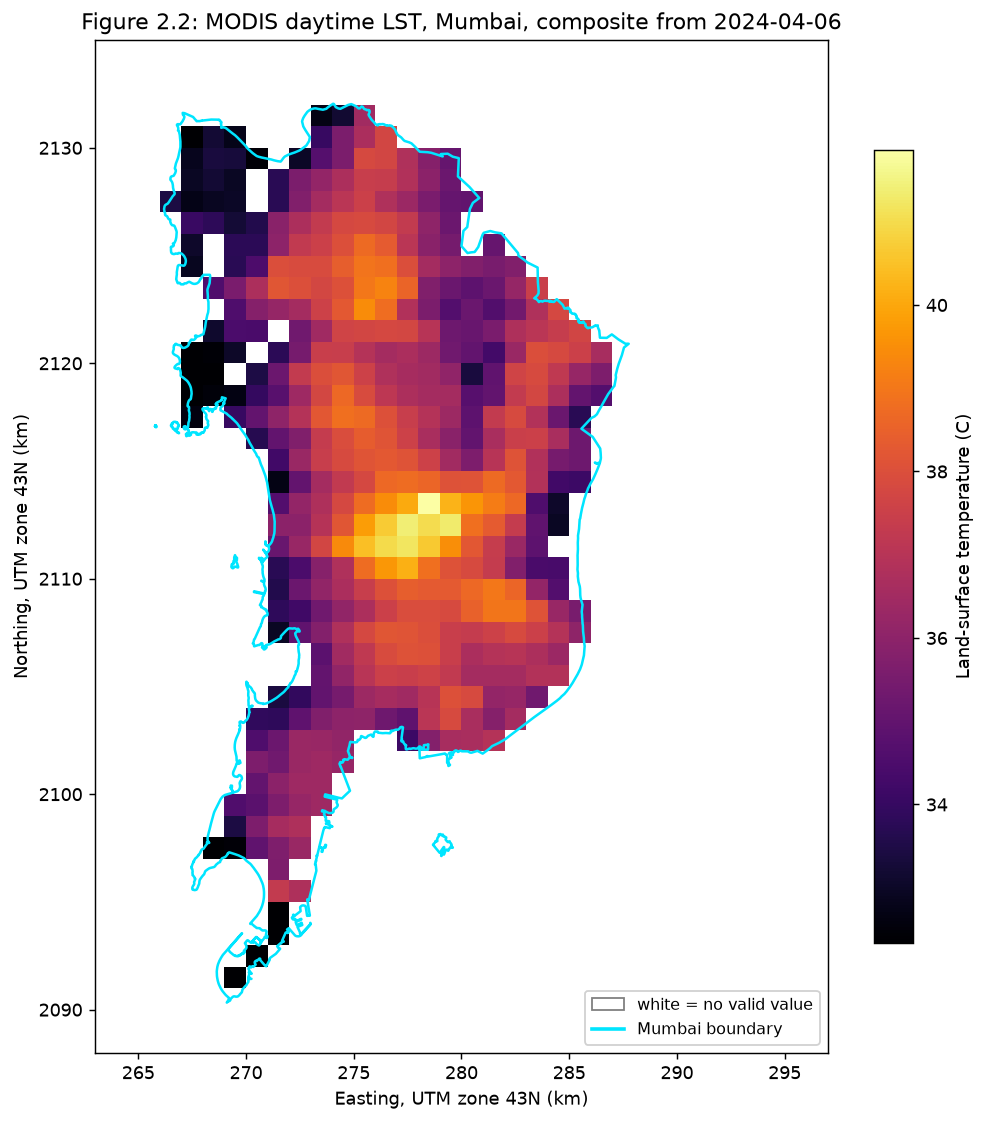 Figure 2.2: MODIS daytime LST, Mumbai, composite from 2024-04-06
2130
2120
2110
2100
2090
Northing, UTM zone 43N (km)
265 270 275 280 285 290 295
Easting, UTM zone 43N (km)
white = no valid value
Mumbai boundary
40
38
36
34
Land-surface temperature (C)